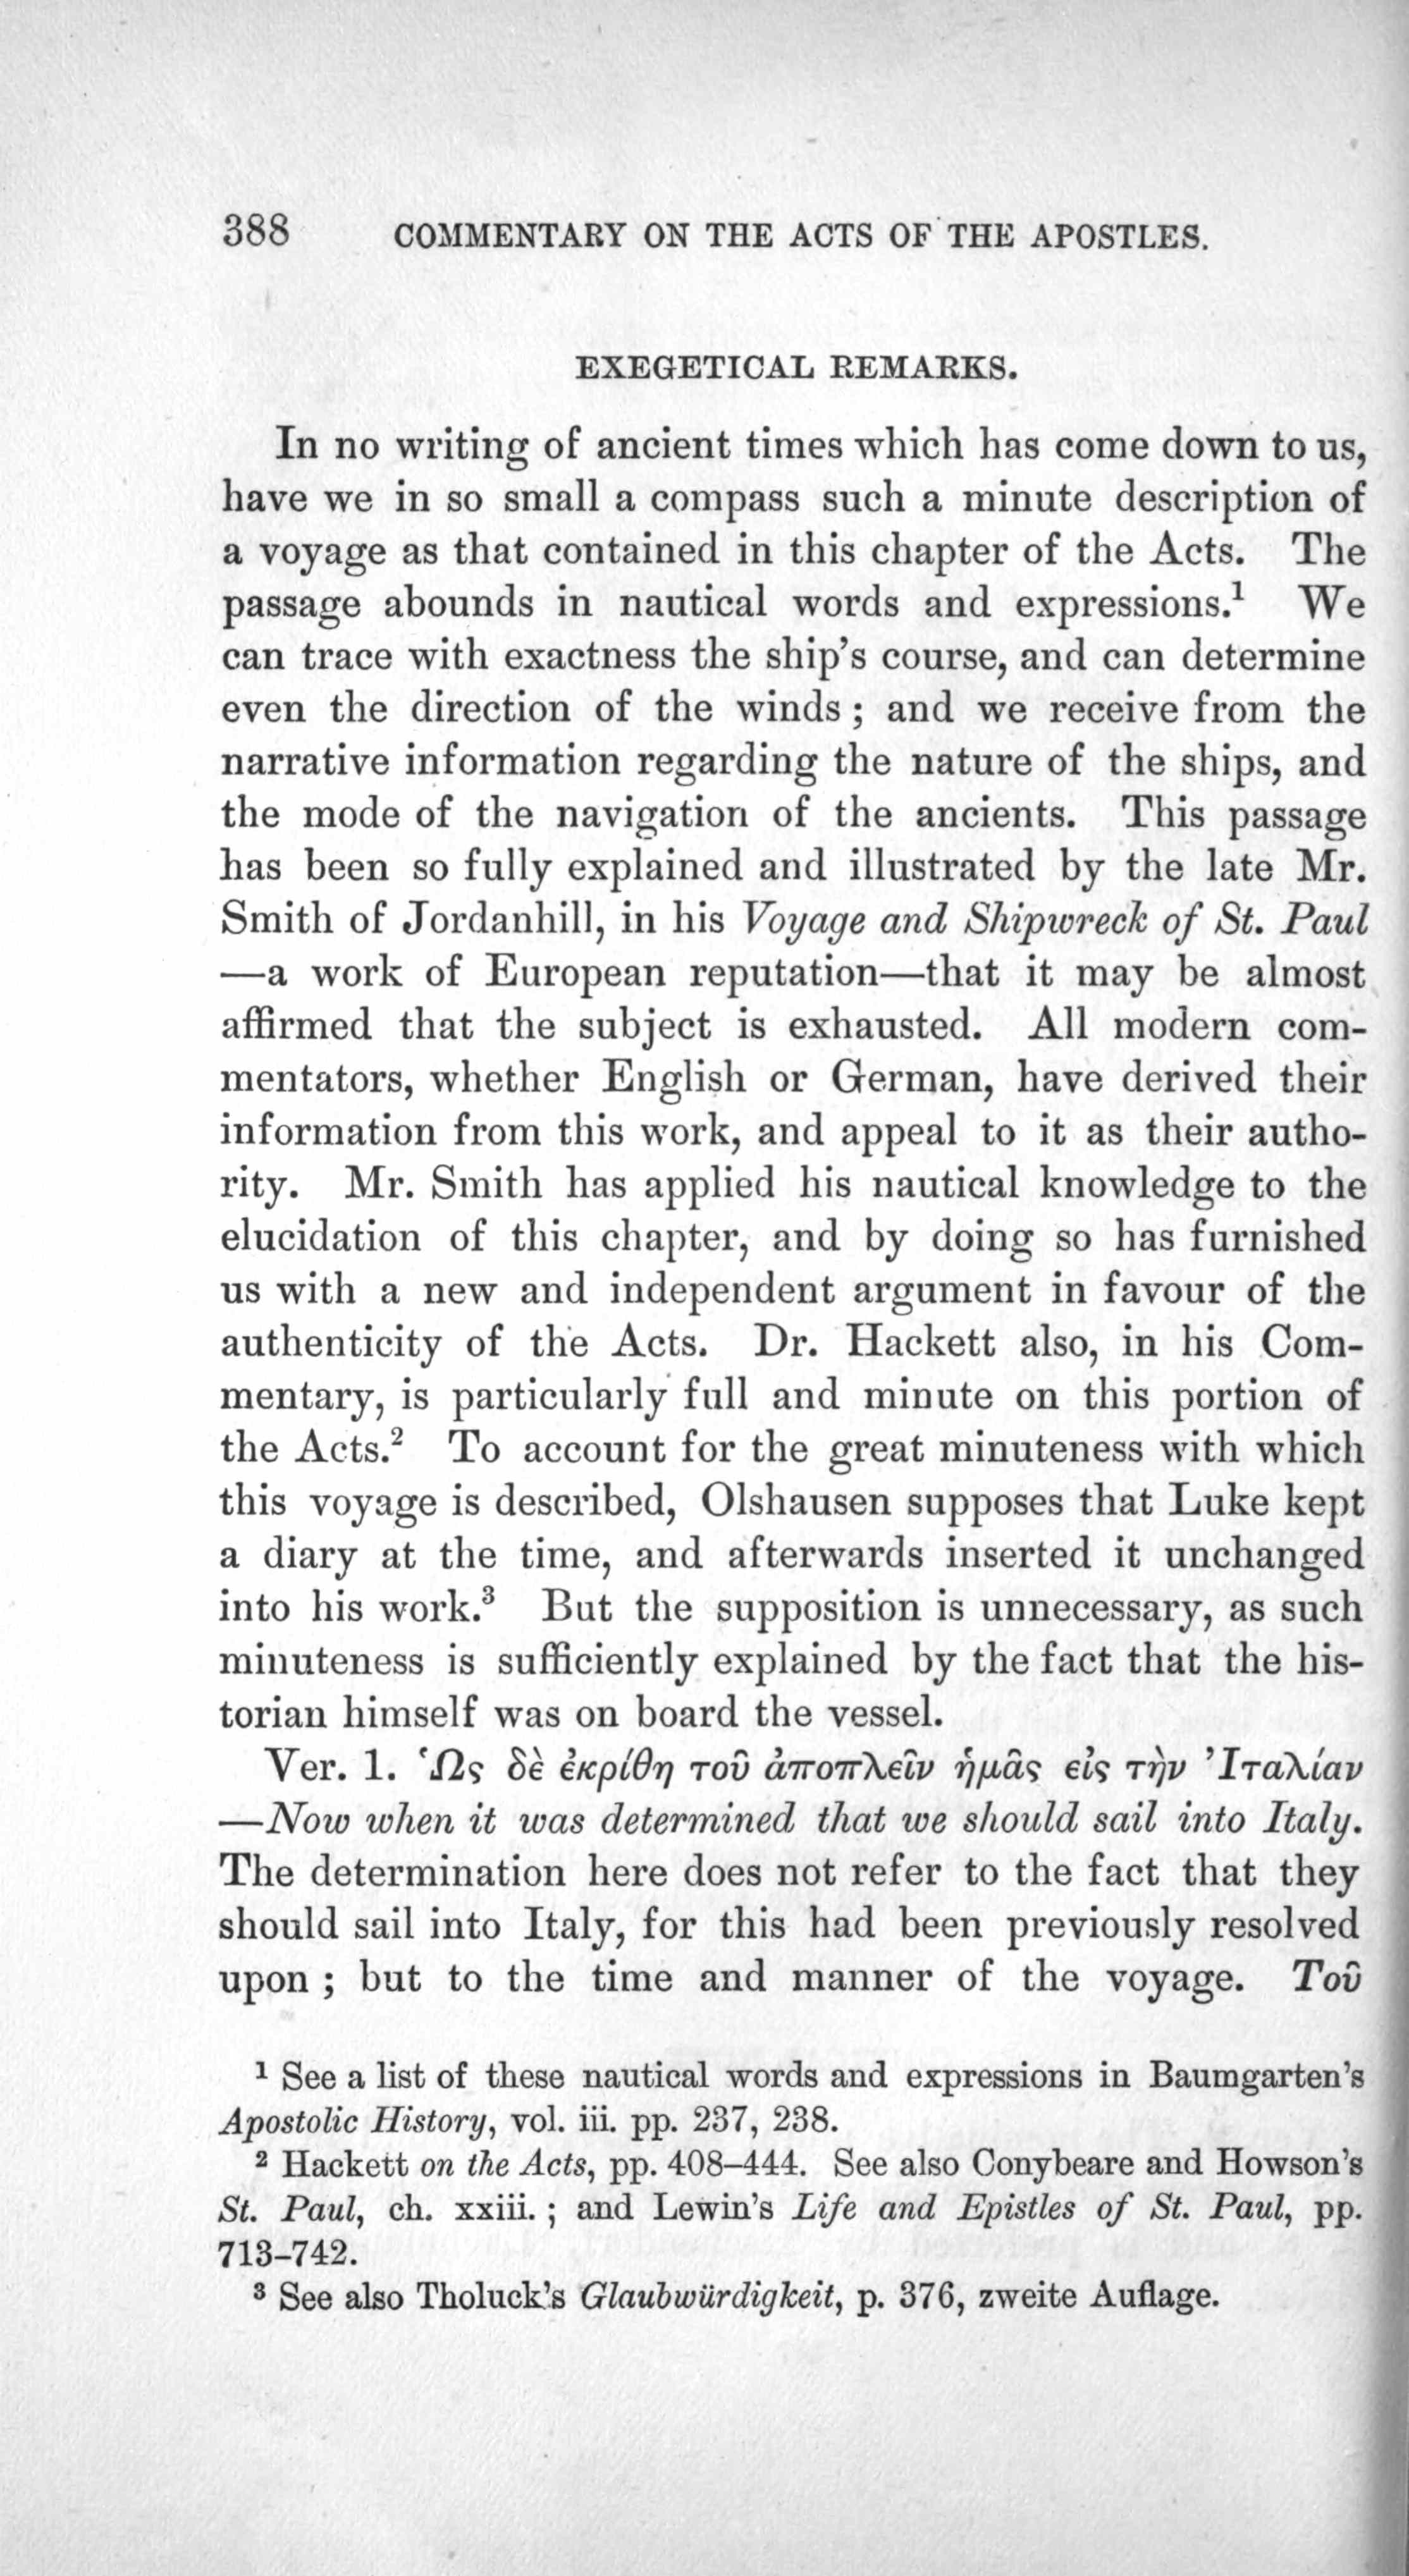 388 COMMENTARY ON THE ACTS OF THE APOSTLES.
EXEGETICAL REMARKS.
In no writing of ancient times which has come down to us,
have we in so small a compass such a minute description of
a voyage as that contained in this chapter of the Acts. The
passage abounds in nautical words and expressions.¹ We
can trace with exactness the ship's course, and can determine
even the direction of the winds ; and we receive from the
narrative information regarding the nature of the ships, and
the mode of the navigation of the ancients. This passage
has been so fully explained and illustrated by the late Mr.
Smith of Jordanhill, in his Voyage and Shipwreck of St. Paul
—a work of European reputation—that it may be almost
affirmed that the subject is exhausted. All modern com-
mentators, whether English or German, have derived their
information from this work, and appeal to it as their autho-
rity. Mr. Smith has applied his nautical knowledge to the
elucidation of this chapter, and by doing so has furnished
us with a new and independent argument in favour of the
authenticity of the Acts. Dr. Hackett also, in his Com-
mentary, is particularly full and minute on this portion of
the Acts.² To account for the great minuteness with which
this voyage is described, Olshausen supposes that Luke kept
a diary at the time, and afterwards inserted it unchanged
into his work.³ But the supposition is unnecessary, as such
minuteness is sufficiently explained by the fact that the his-
torian himself was on board the vessel.
Ver. 1. Ὡς δὲ ἐκρίθη τοῦ ἀποπλεῖν ἡμᾶς εἰς τὴν Ἰταλίαν
—Now when it was determined that we should sail into Italy.
The determination here does not refer to the fact that they
should sail into Italy, for this had been previously resolved
upon ; but to the time and manner of the voyage. Τοῦ
¹ See a list of these nautical words and expressions in Baumgarten's
Apostolic History, vol. iii. pp. 237, 238.
² Hackett on the Acts, pp. 408–444. See also Conybeare and Howson's
St. Paul, ch. xxiii. ; and Lewin's Life and Epistles of St. Paul, pp.
713–742.
³ See also Tholuck's Glaubwürdigkeit, p. 376, zweite Auflage.